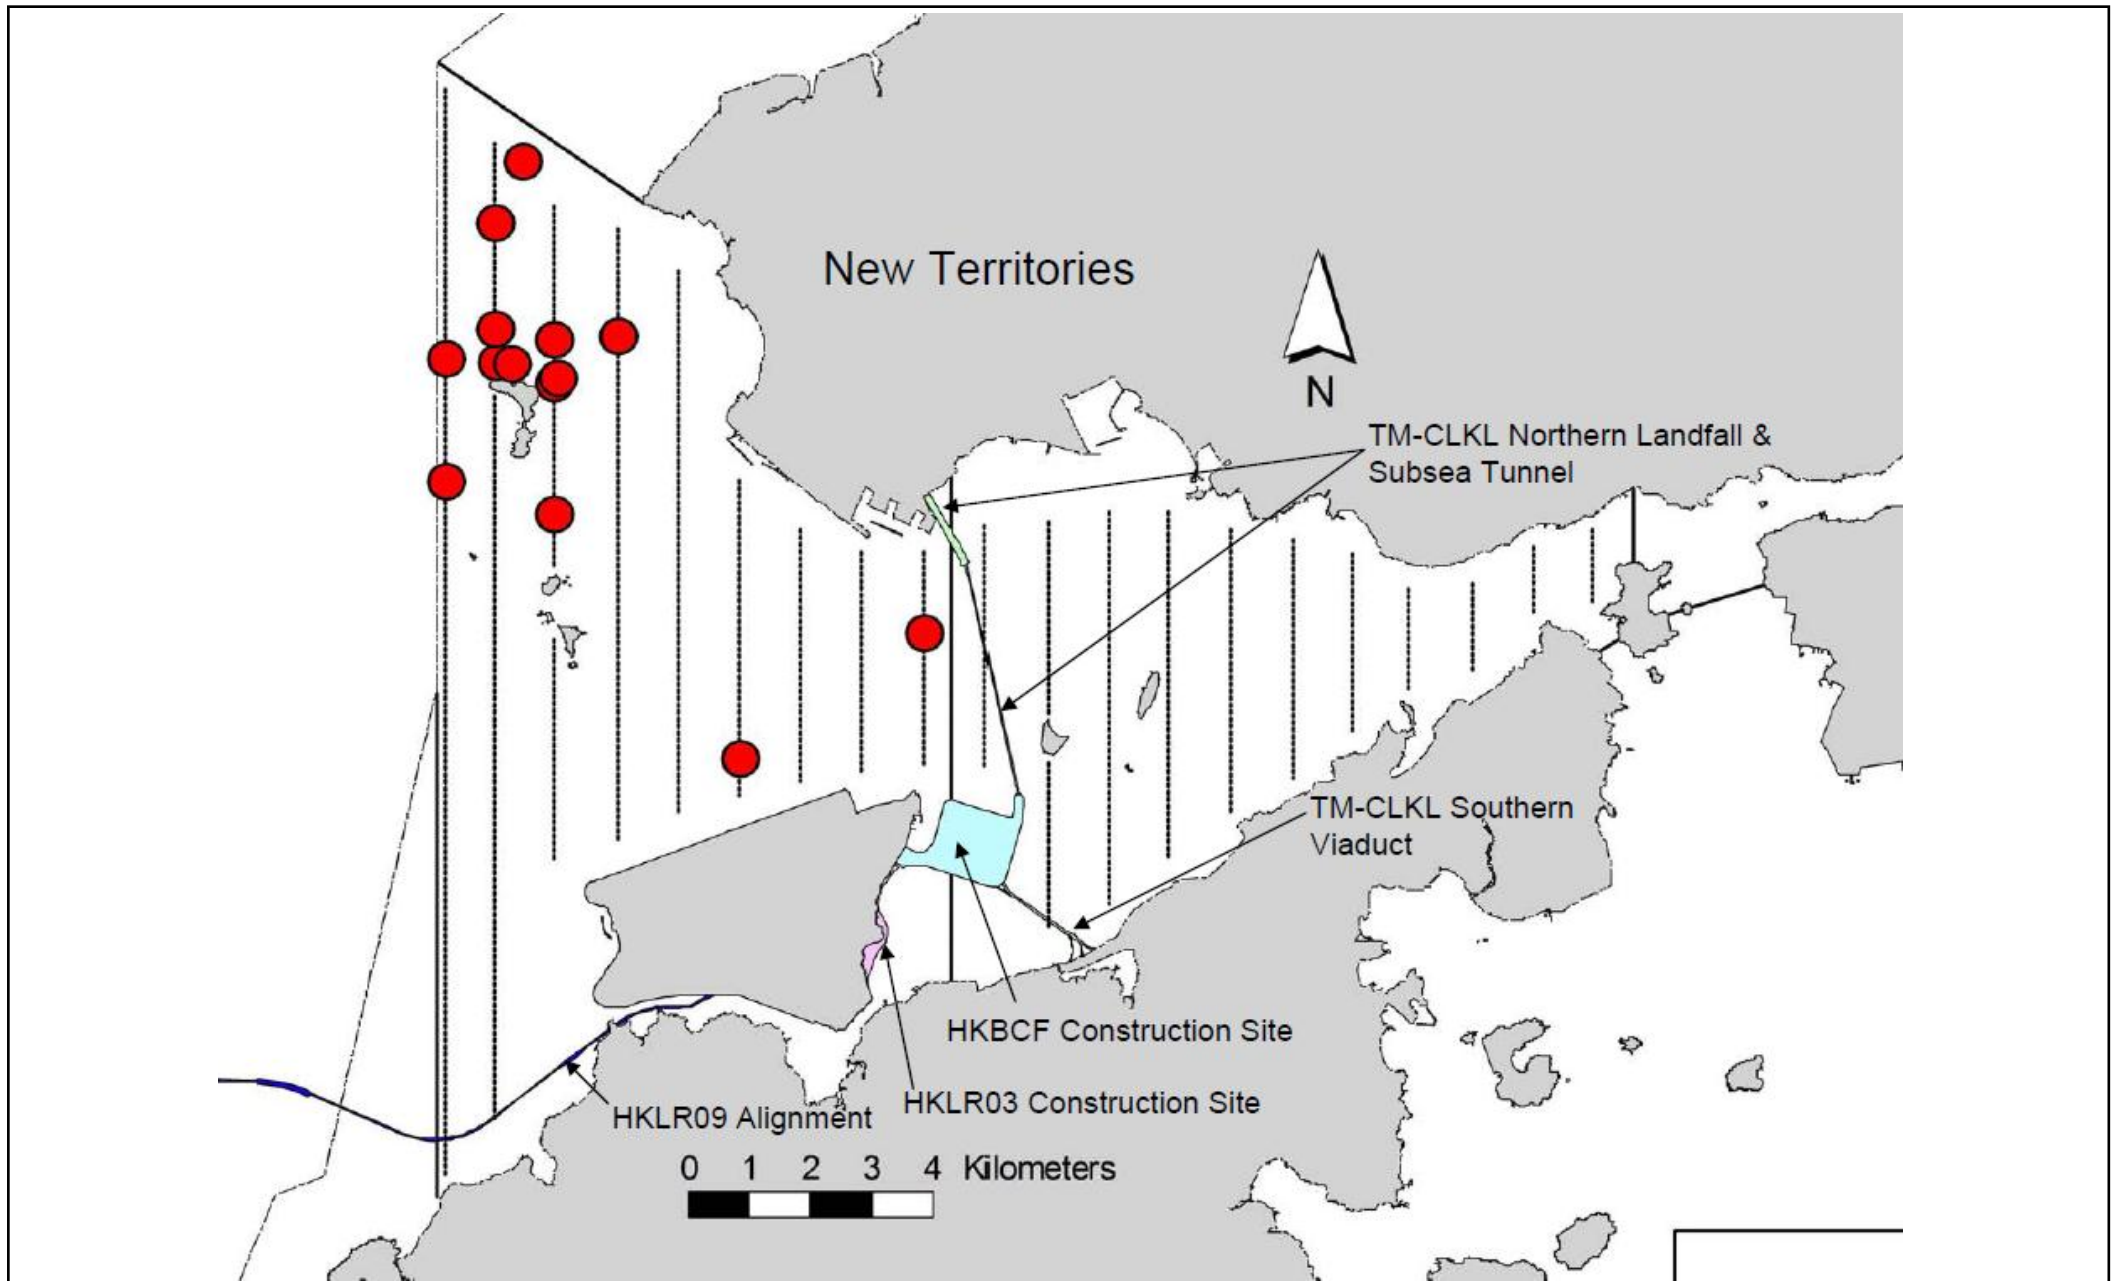 New Territories
N
TM-CLKL Northern Landfall &
Subsea Tunnel
TM-CLKL Southern
Viaduct
HKBCF Construction Site
HKLR03 Construction Site
HKLR09 Alignment
0 1 2 3 4 Kilometers